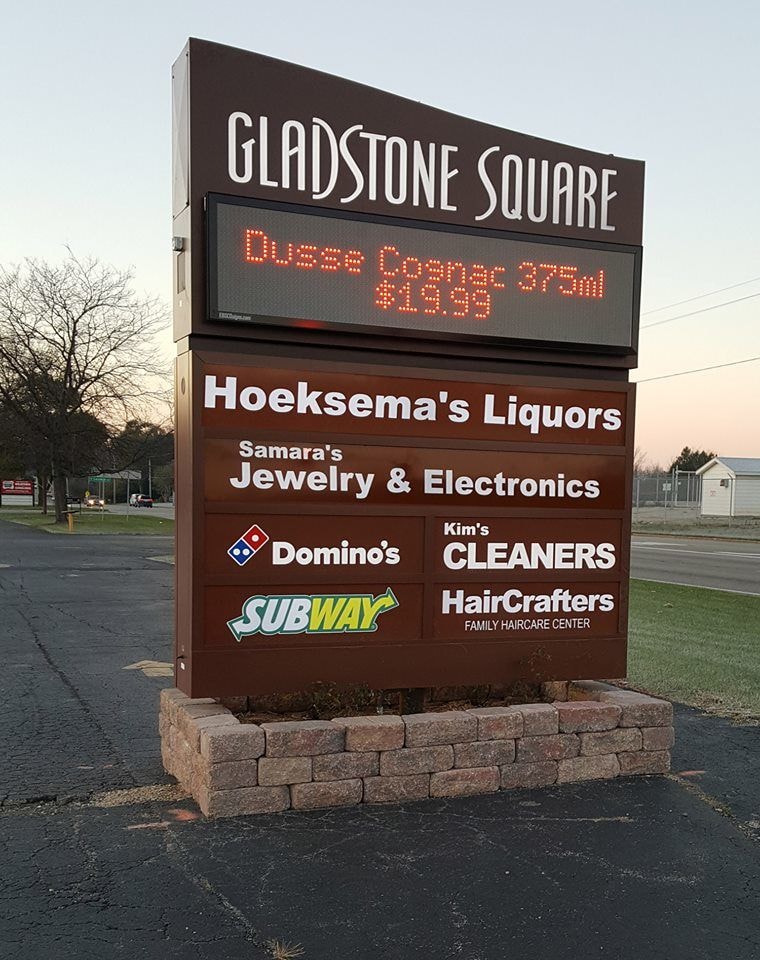 GLADSTONE SQUARE
Dusse Cognac 375ml
$19.99
Hoeksema's Liquors
Samara's
Jewelry & Electronics
Domino's
Kim's
CLEANERS
SUBWAY
HairCrafters
FAMILY HAIRCARE CENTER